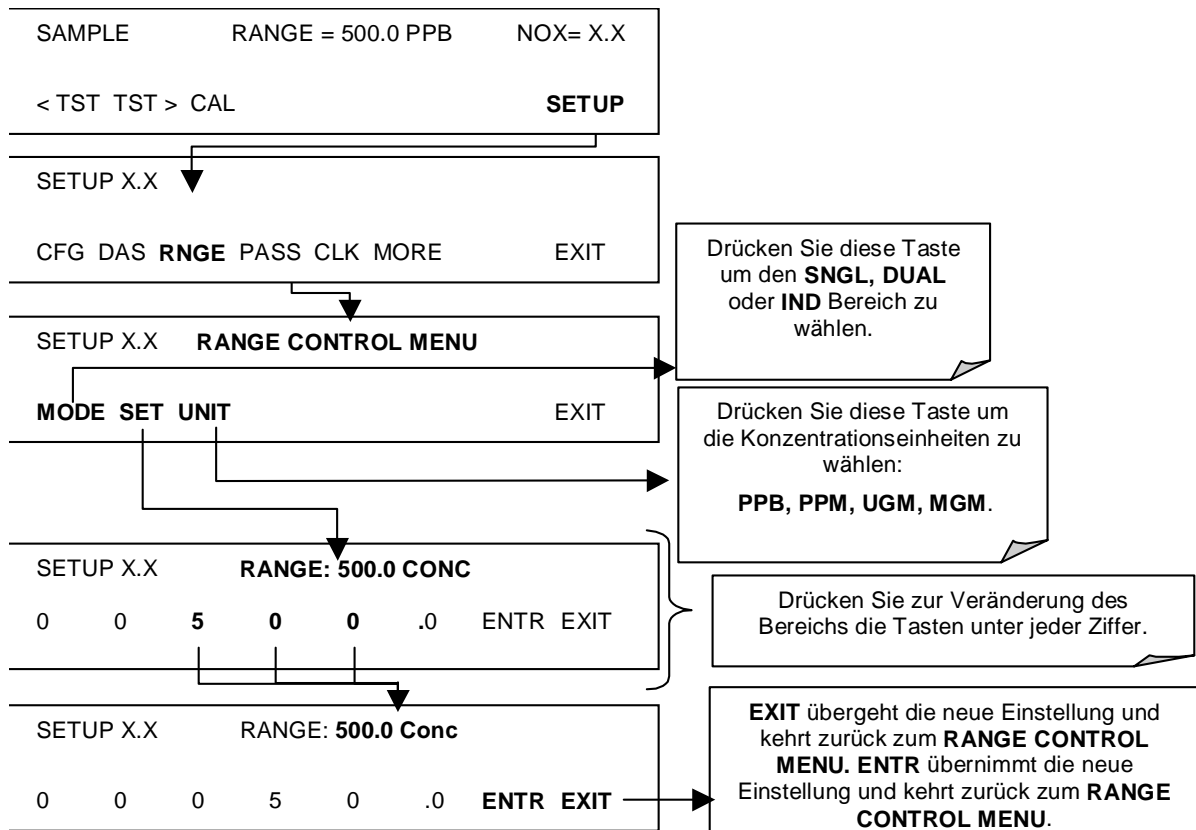 SAMPLE RANGE = 500.0 PPB NOX= X.X
< TST TST > CAL SETUP
SETUP X.X
CFG DAS RNGE PASS CLK MORE EXIT
Drücken Sie diese Taste
um den SNGL, DUAL
oder IND Bereich zu
wählen.
SETUP X.X RANGE CONTROL MENU
MODE SET UNIT EXIT
Drücken Sie diese Taste um
die Konzentrationseinheiten zu
wählen:
PPB, PPM, UGM, MGM.
SETUP X.X RANGE: 500.0 CONC
0 0 5 0 0 .0 ENTR EXIT
Drücken Sie zur Veränderung des
Bereichs die Tasten unter jeder Ziffer.
SETUP X.X RANGE: 500.0 Conc
0 0 0 5 0 .0 ENTR EXIT
EXIT übergeht die neue Einstellung und
kehrt zurück zum RANGE CONTROL
MENU. ENTR übernimmt die neue
Einstellung und kehrt zurück zum RANGE
CONTROL MENU.